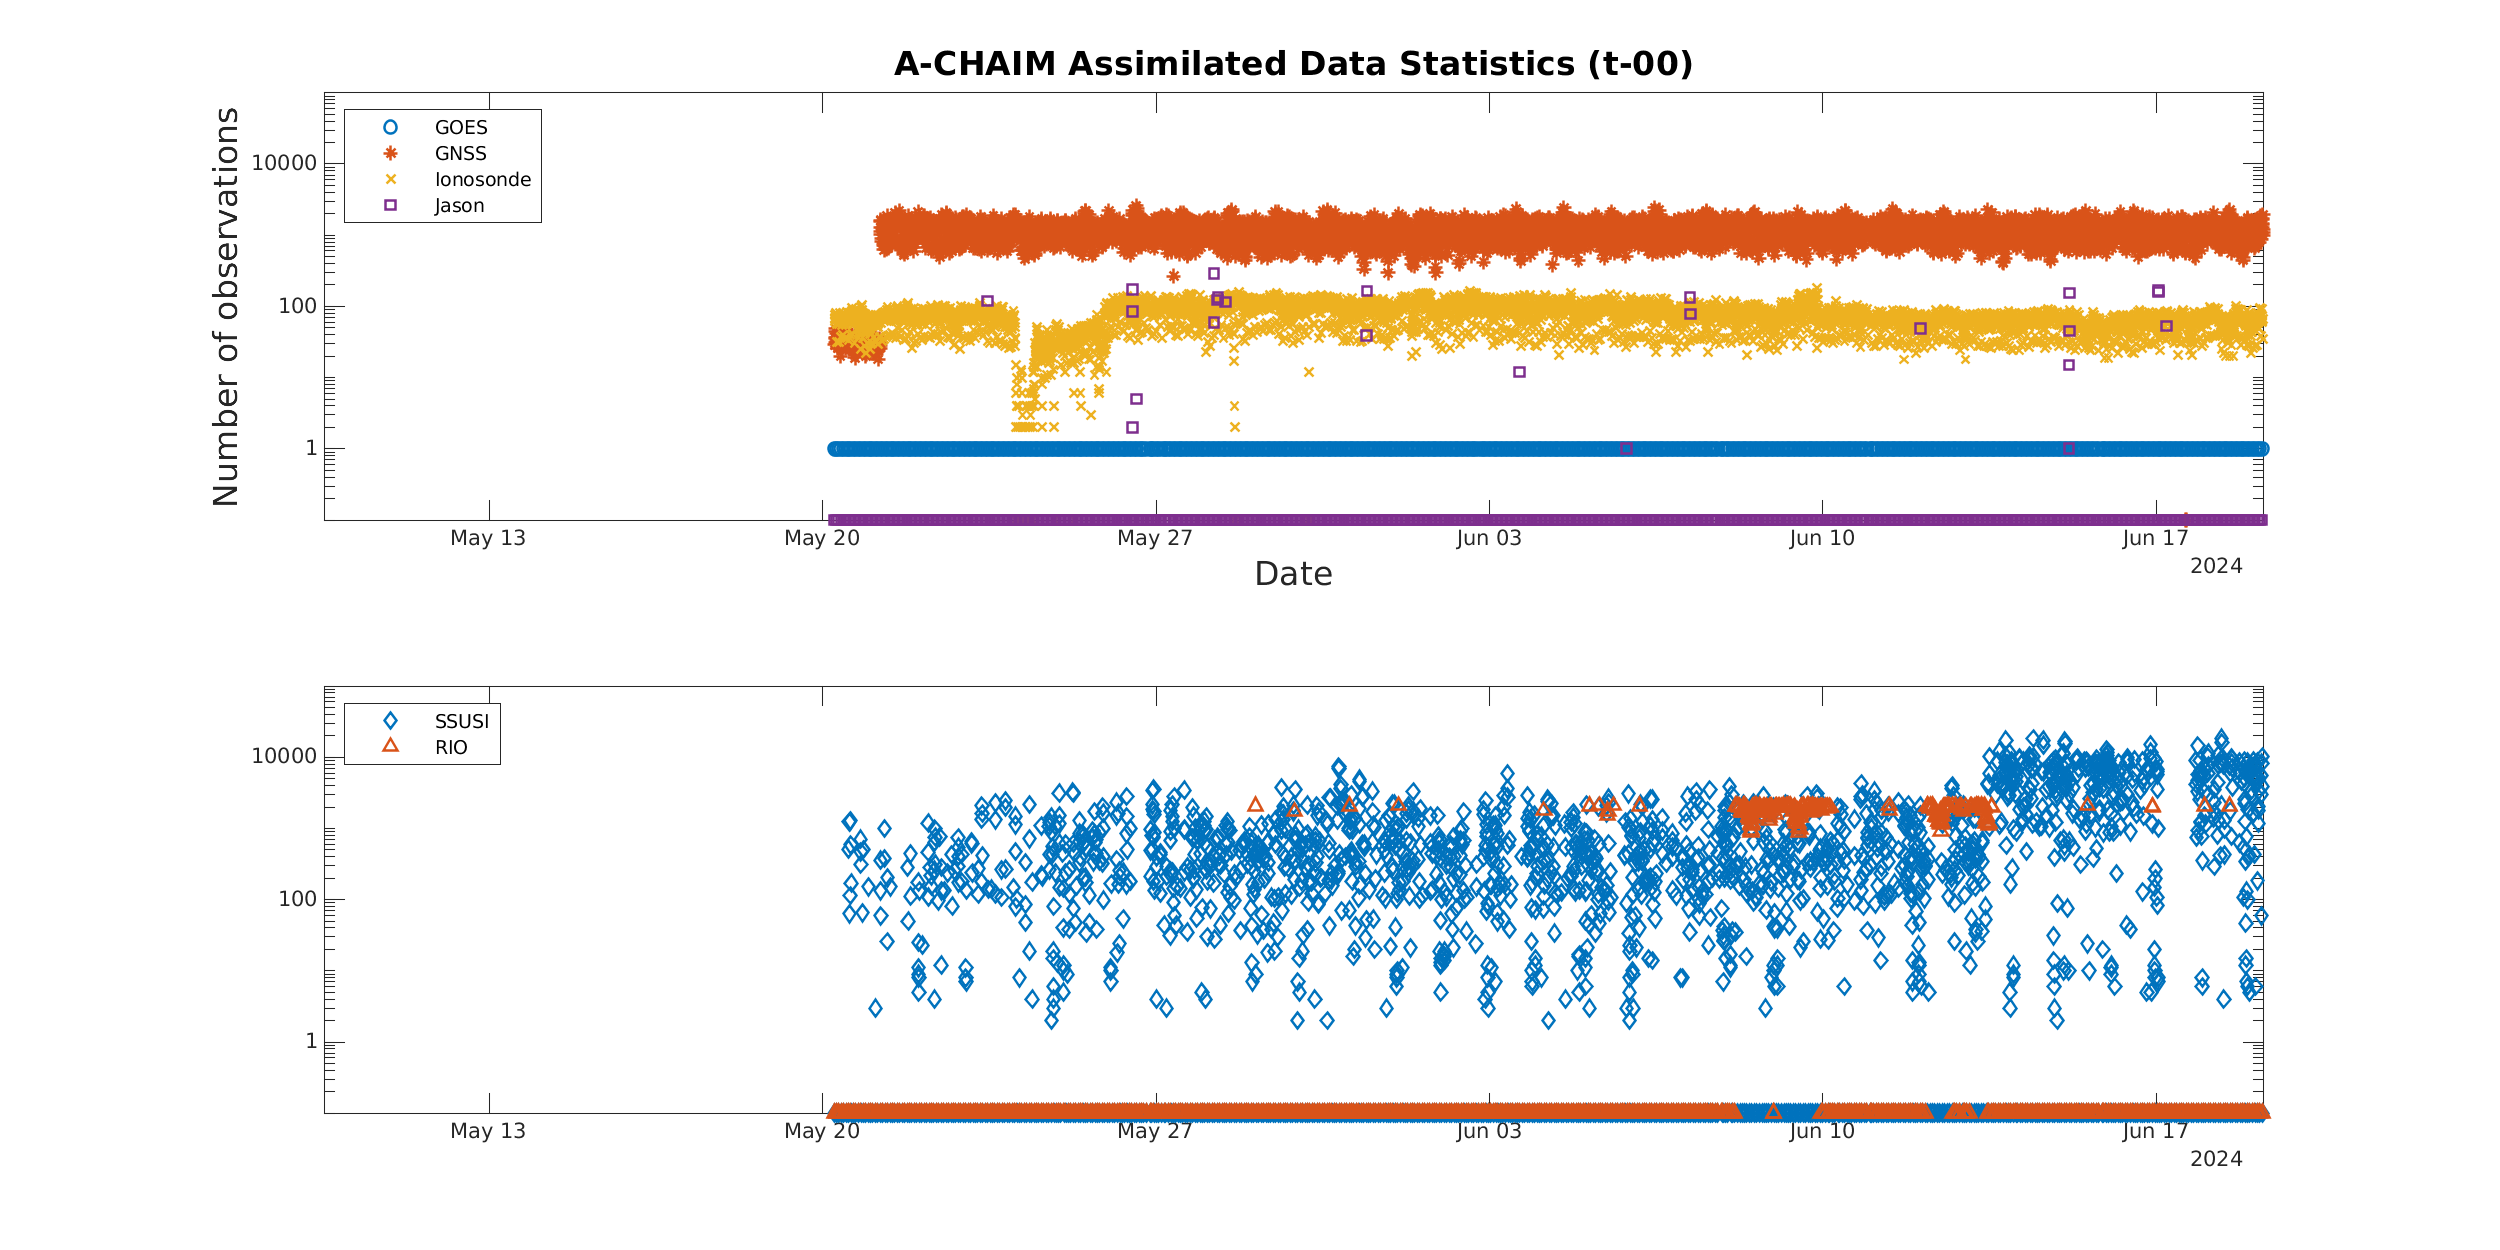 A-CHAIM Assimilated Data Statistics (t-00)
Number of observations
10000
100
1
GOES
GNSS
Ionosonde
Jason
May 13
May 20
May 27
Jun 03
Jun 10
Jun 17
2024
Date
10000
100
1
SSUSI
RIO
May 13
May 20
May 27
Jun 03
Jun 10
Jun 17
2024